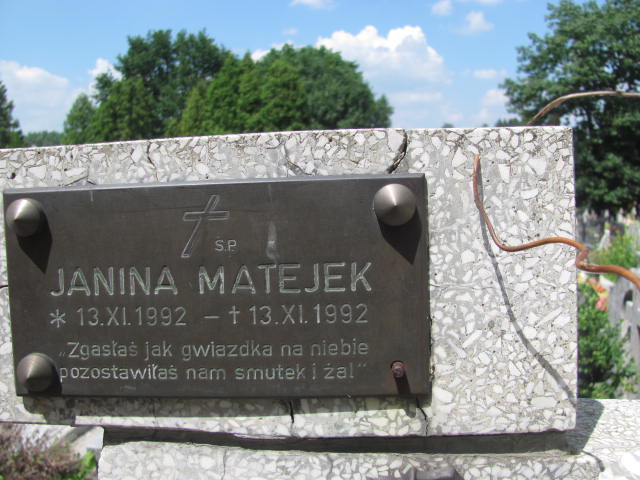 Ś.P.
JANINA MATEJEK
* 13.XI.1992 – † 13.XI.1992
„Zgasłaś jak gwiazdka na niebie
pozostawiłaś nam smutek i żal"